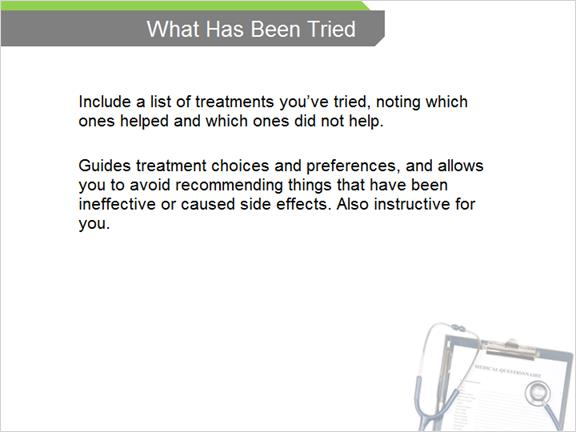 What Has Been Tried
Include a list of treatments you’ve tried, noting which
ones helped and which ones did not help.
Guides treatment choices and preferences, and allows
you to avoid recommending things that have been
ineffective or caused side effects. Also instructive for
you.
MEDICAL QUESTIONNAIRE